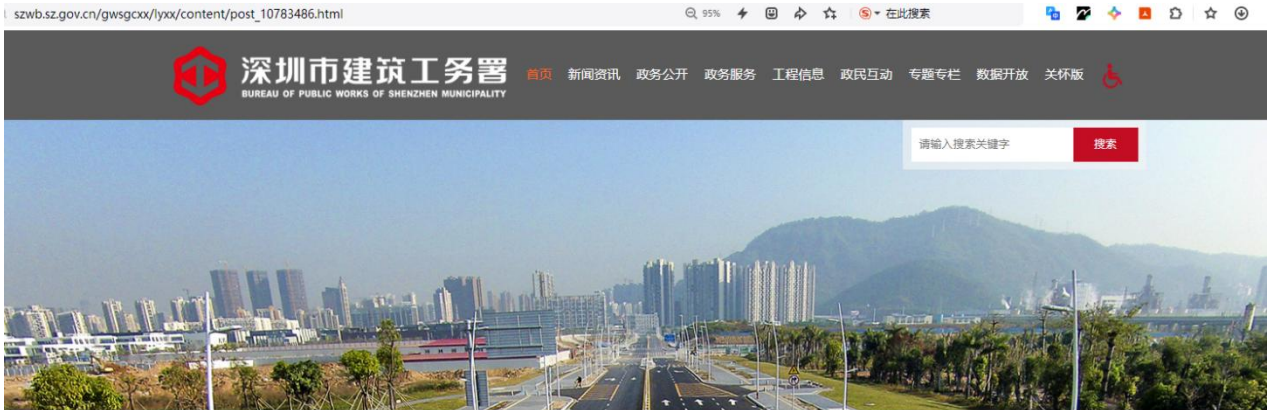 szwb.sz.gov.cn/gwsgcxx/lyxx/content/post_10783486.html 95% 在此搜索
深圳市建筑工务署
BUREAU OF PUBLIC WORKS OF SHENZHEN MUNICIPALITY
首页 新闻资讯 政务公开 政务服务 工程信息 政民互动 专题专栏 数据开放 关怀版
请输入搜索关键字 搜索